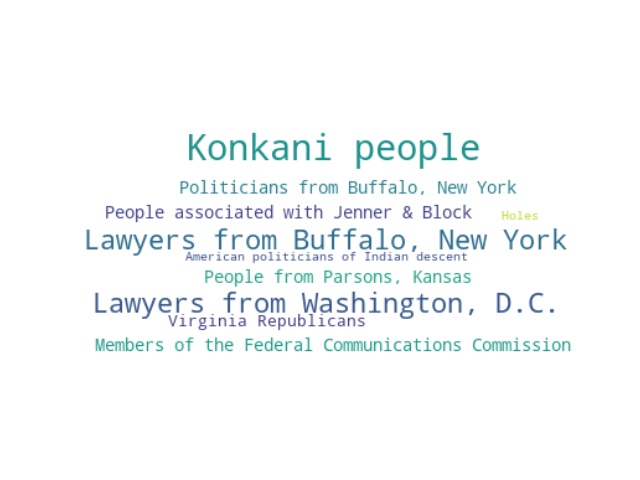 Konkani people
Politicians from Buffalo, New York
People associated with Jenner & Block
Holes
Lawyers from Buffalo, New York
American politicians of Indian descent
People from Parsons, Kansas
Lawyers from Washington, D.C.
Virginia Republicans
Members of the Federal Communications Commission